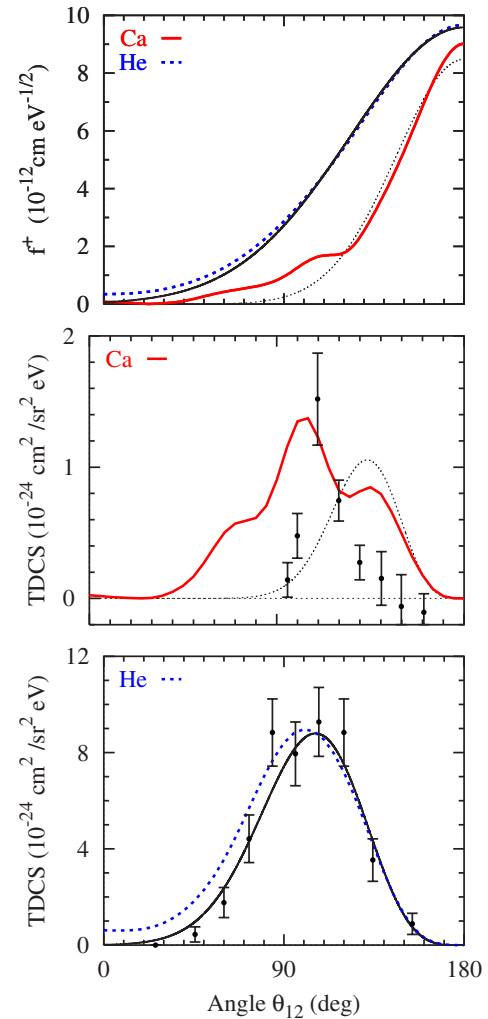 10
8
6
4
2
0
f⁺ (10⁻¹²cm eV⁻¹/²)
Ca
He
2
1
0
TDCS (10⁻²⁴ cm² /sr² eV)
Ca
12
8
4
0
TDCS (10⁻²⁴ cm² /sr² eV)
He
0
90
180
Angle θ₁₂ (deg)